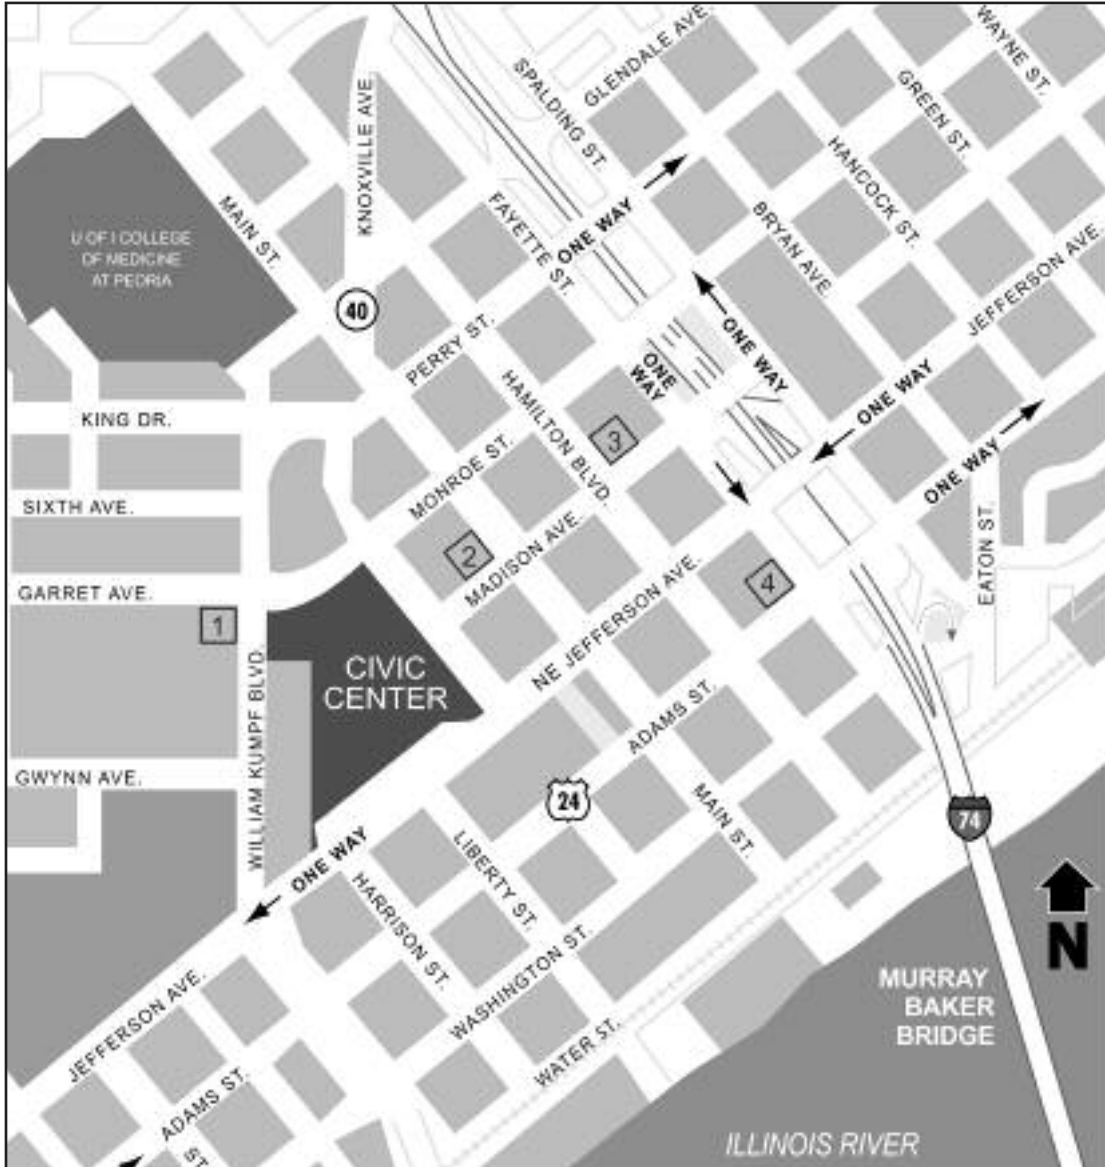 WAYNE ST.
GLENDALE AVE.
SPALDING ST.
GREEN ST.
KNOXVILLE AVE.
HANCOCK ST.
MAIN ST.
FAYETTE ST.
ONE WAY
BRYAN AVE.
U OF I COLLEGE
OF MEDICINE
AT PEORIA
JEFFERSON AVE.
40
PERRY ST.
ONE WAY
ONE
WAY
ONE WAY
HAMILTON BLVD.
KING DR.
3
MONROE ST.
ONE WAY
SIXTH AVE.
2
MADISON AVE.
EATON ST.
GARRET AVE.
4
1
NE JEFFERSON AVE.
CIVIC
CENTER
ADAMS ST.
WILLIAM KUMPF BLVD.
GWYNN AVE.
24
MAIN ST.
74
ONE WAY
LIBERTY ST.
HARRISON ST.
N
WASHINGTON ST.
MURRAY
BAKER
BRIDGE
JEFFERSON AVE.
WATER ST.
ADAMS ST.
ST.
ILLINOIS RIVER